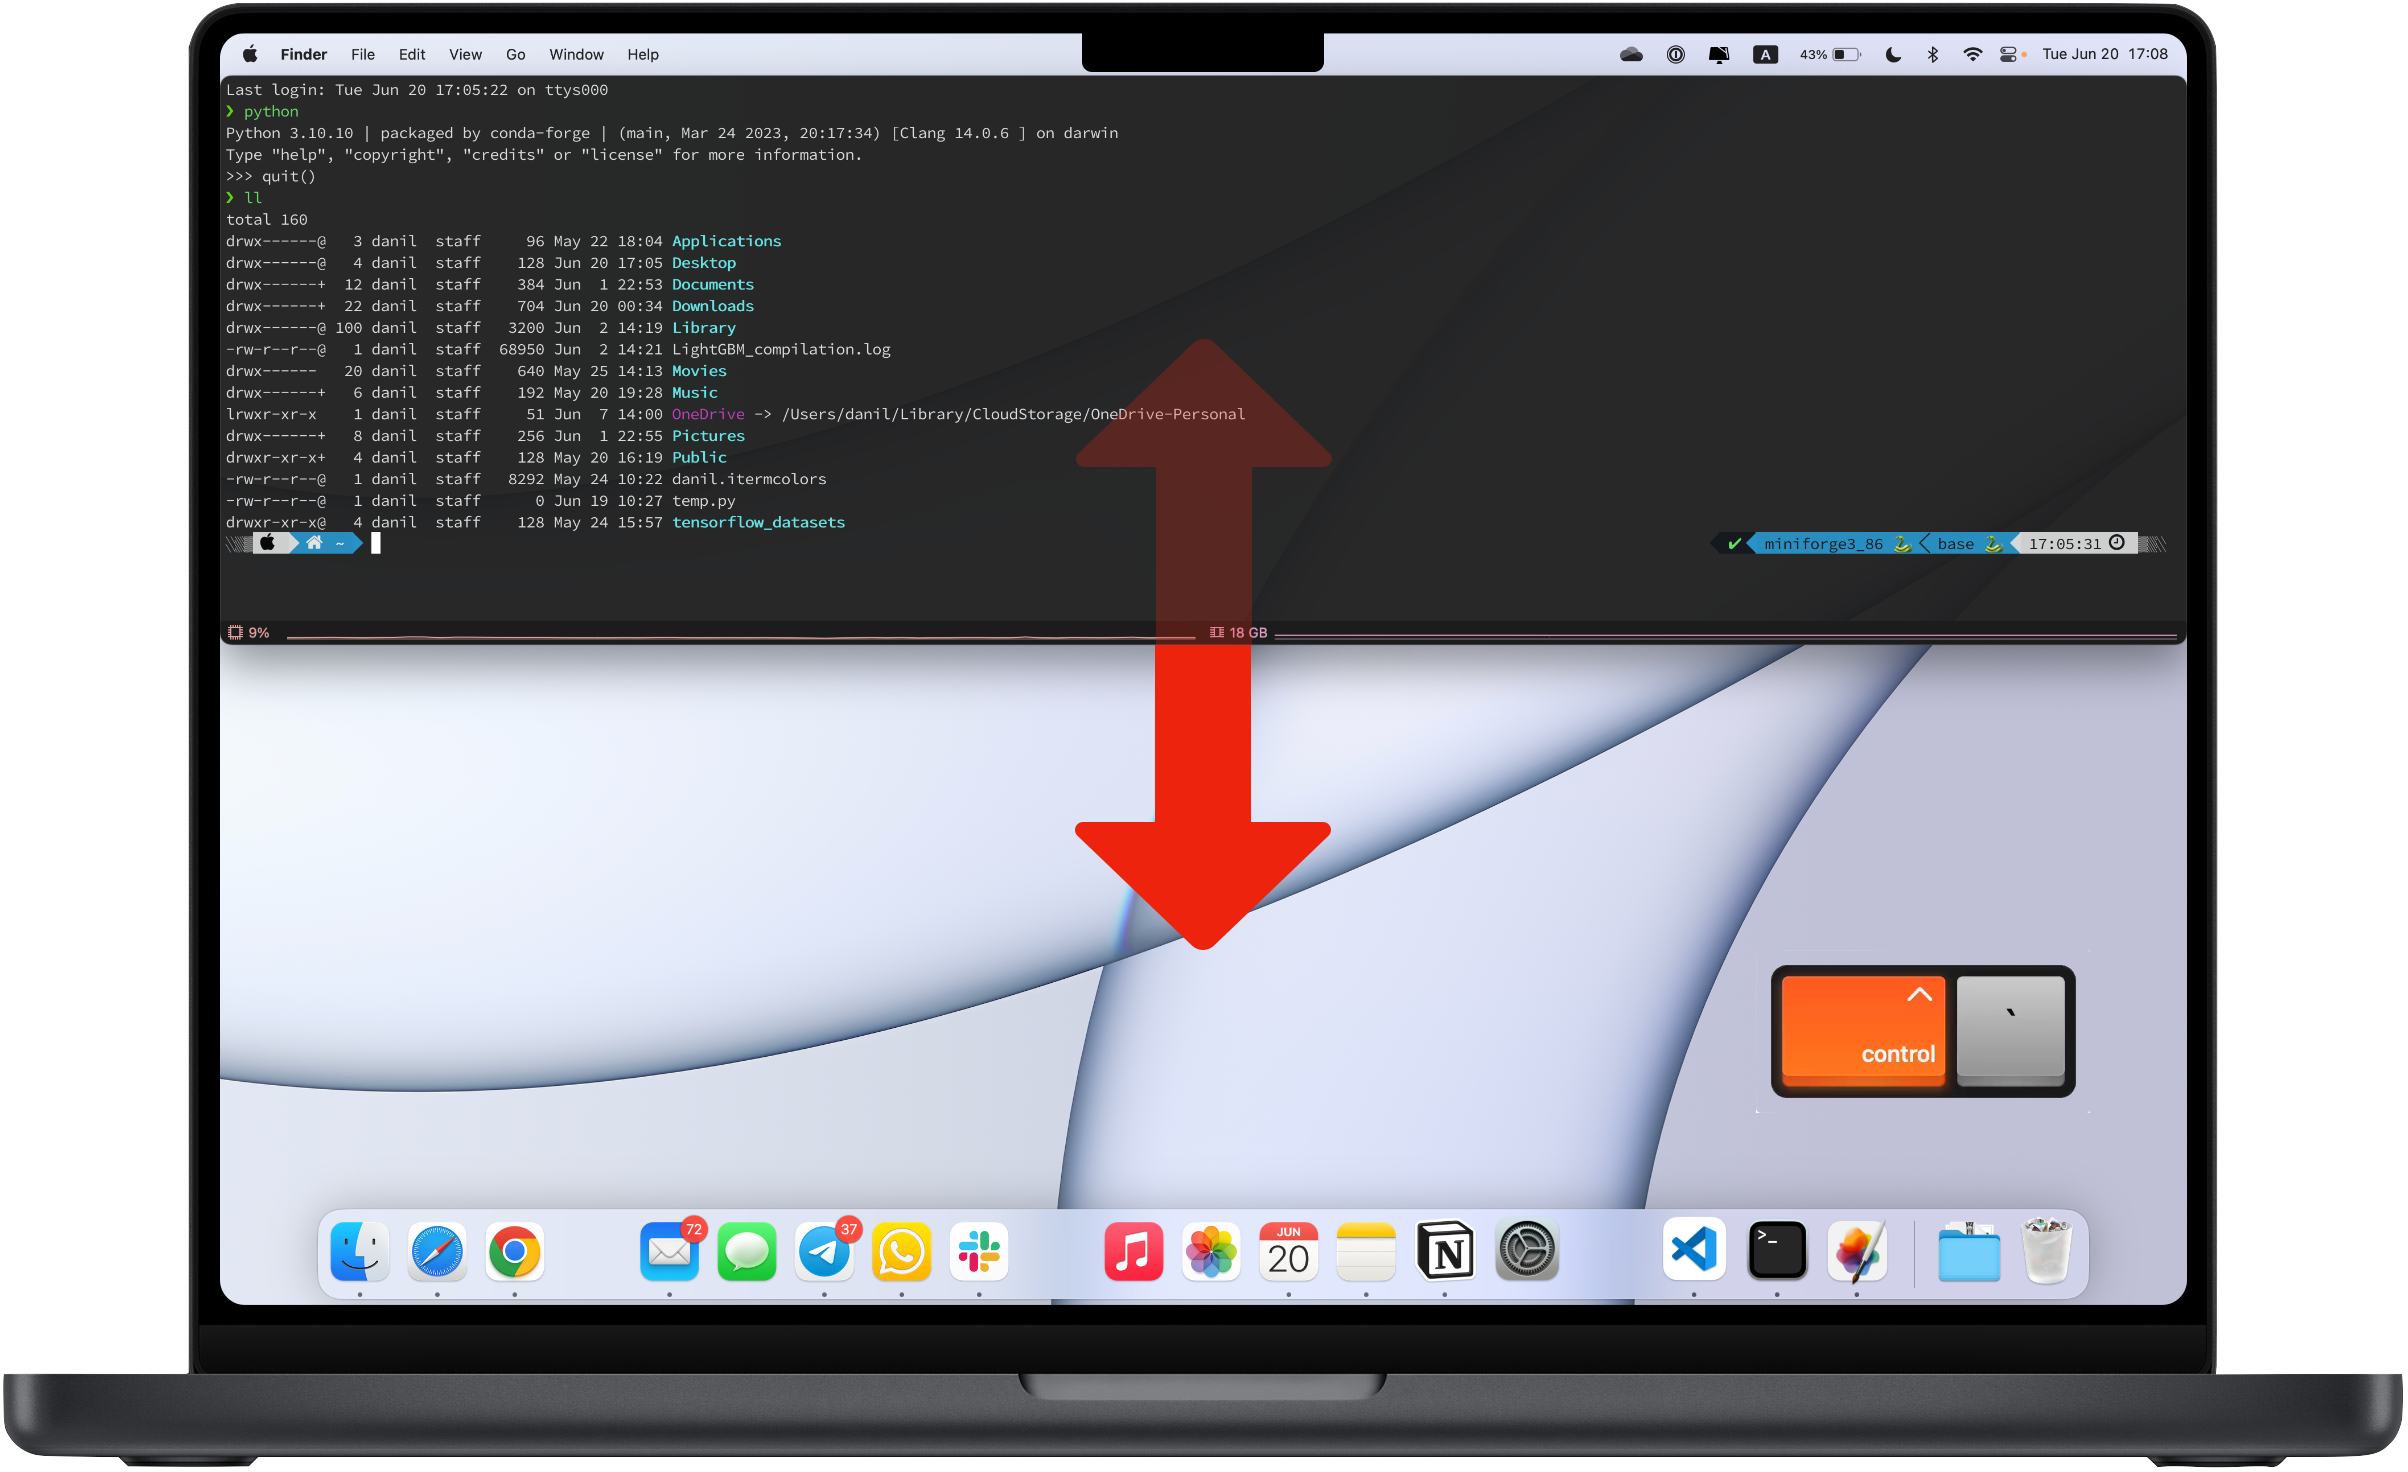 Finder File Edit View Go Window Help
A 43% Tue Jun 20 17:08
Last login: Tue Jun 20 17:05:22 on ttys000
❯ python
Python 3.10.10 | packaged by conda-forge | (main, Mar 24 2023, 20:17:34) [Clang 14.0.6 ] on darwin
Type "help", "copyright", "credits" or "license" for more information.
>>> quit()
❯ ll
total 160
drwx------@ 3 danil staff 96 May 22 18:04 Applications
drwx------@ 4 danil staff 128 Jun 20 17:05 Desktop
drwx------+ 12 danil staff 384 Jun 1 22:53 Documents
drwx------+ 22 danil staff 704 Jun 20 00:34 Downloads
drwx------@ 100 danil staff 3200 Jun 2 14:19 Library
-rw-r--r--@ 1 danil staff 68950 Jun 2 14:21 LightGBM_compilation.log
drwx------ 20 danil staff 640 May 25 14:13 Movies
drwx------+ 6 danil staff 192 May 20 19:28 Music
lrwxr-xr-x 1 danil staff 51 Jun 7 14:00 OneDrive -> /Users/danil/Library/CloudStorage/OneDrive-Personal
drwx------+ 8 danil staff 256 Jun 1 22:55 Pictures
drwxr-xr-x+ 4 danil staff 128 May 20 16:19 Public
-rw-r--r--@ 1 danil staff 8292 May 24 10:22 danil.itermcolors
-rw-r--r--@ 1 danil staff 0 Jun 19 10:27 temp.py
drwxr-xr-x@ 4 danil staff 128 May 24 15:57 tensorflow_datasets
~ ✔ miniforge3_86 base 17:05:31
9% 18 GB
^ `
control
72 37 JUN
20 N >_